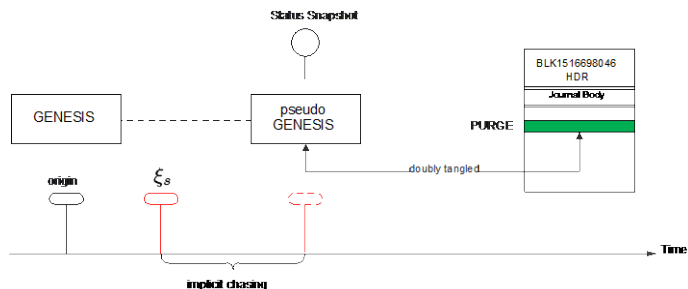 Status Snapshot
BLK1516698046
HDR
Journal Body
GENESIS
pseudo
GENESIS
PURGE
doubly tangled
origin
ξs
Time
implicit chasing